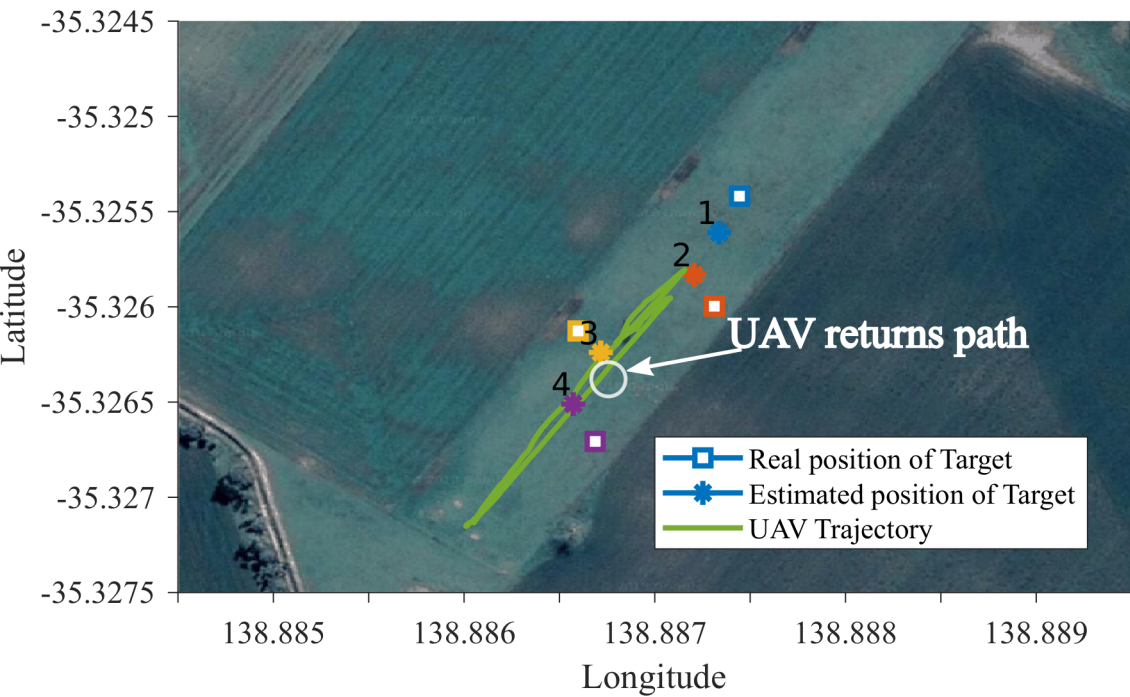 -35.3245
-35.325
-35.3255
-35.326
-35.3265
-35.327
-35.3275
Latitude
1
2
3
4
UAV returns path
Real position of Target
Estimated position of Target
UAV Trajectory
138.885 138.886 138.887 138.888 138.889
Longitude